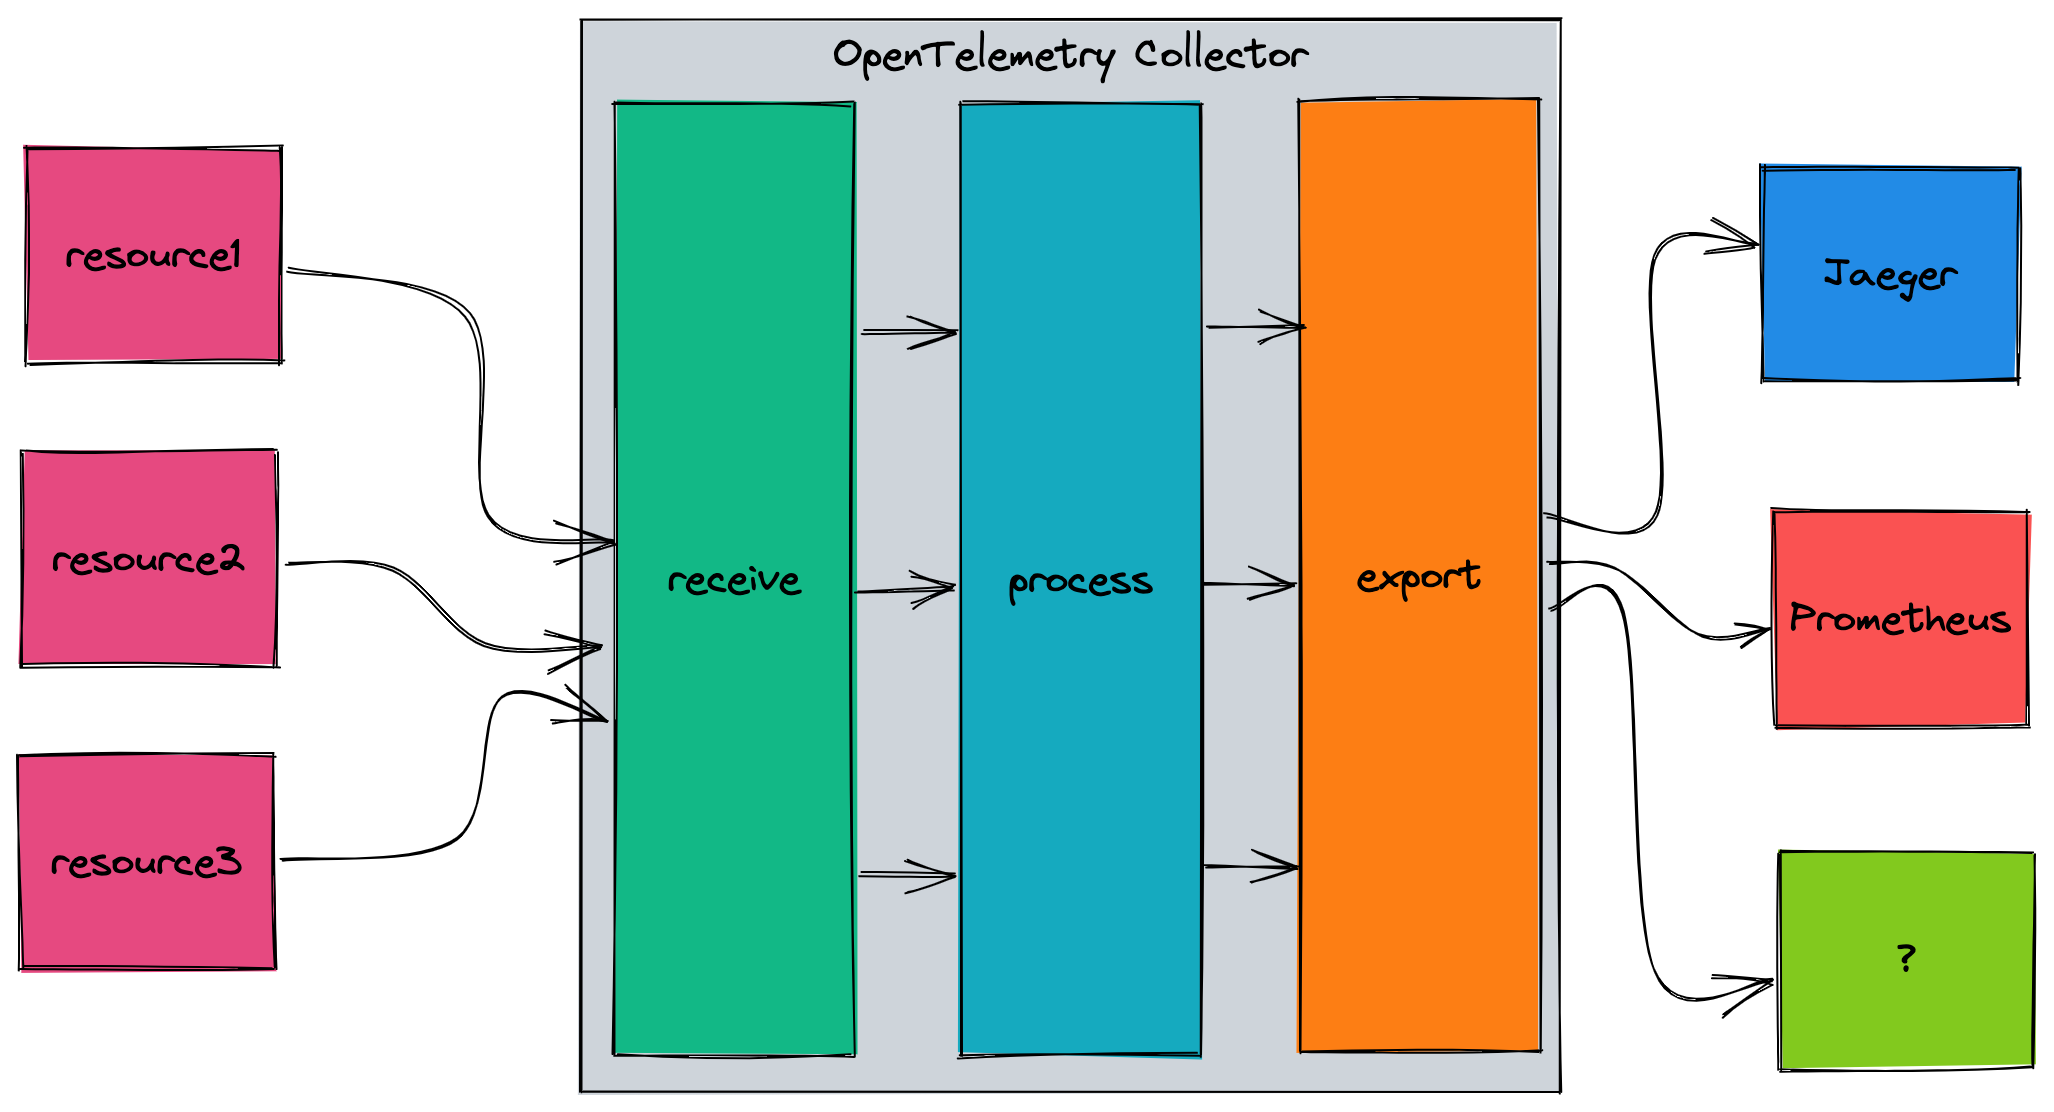 OpenTelemetry Collector
resource1
resource2
resource3
receive
process
export
Jaeger
Prometheus
?